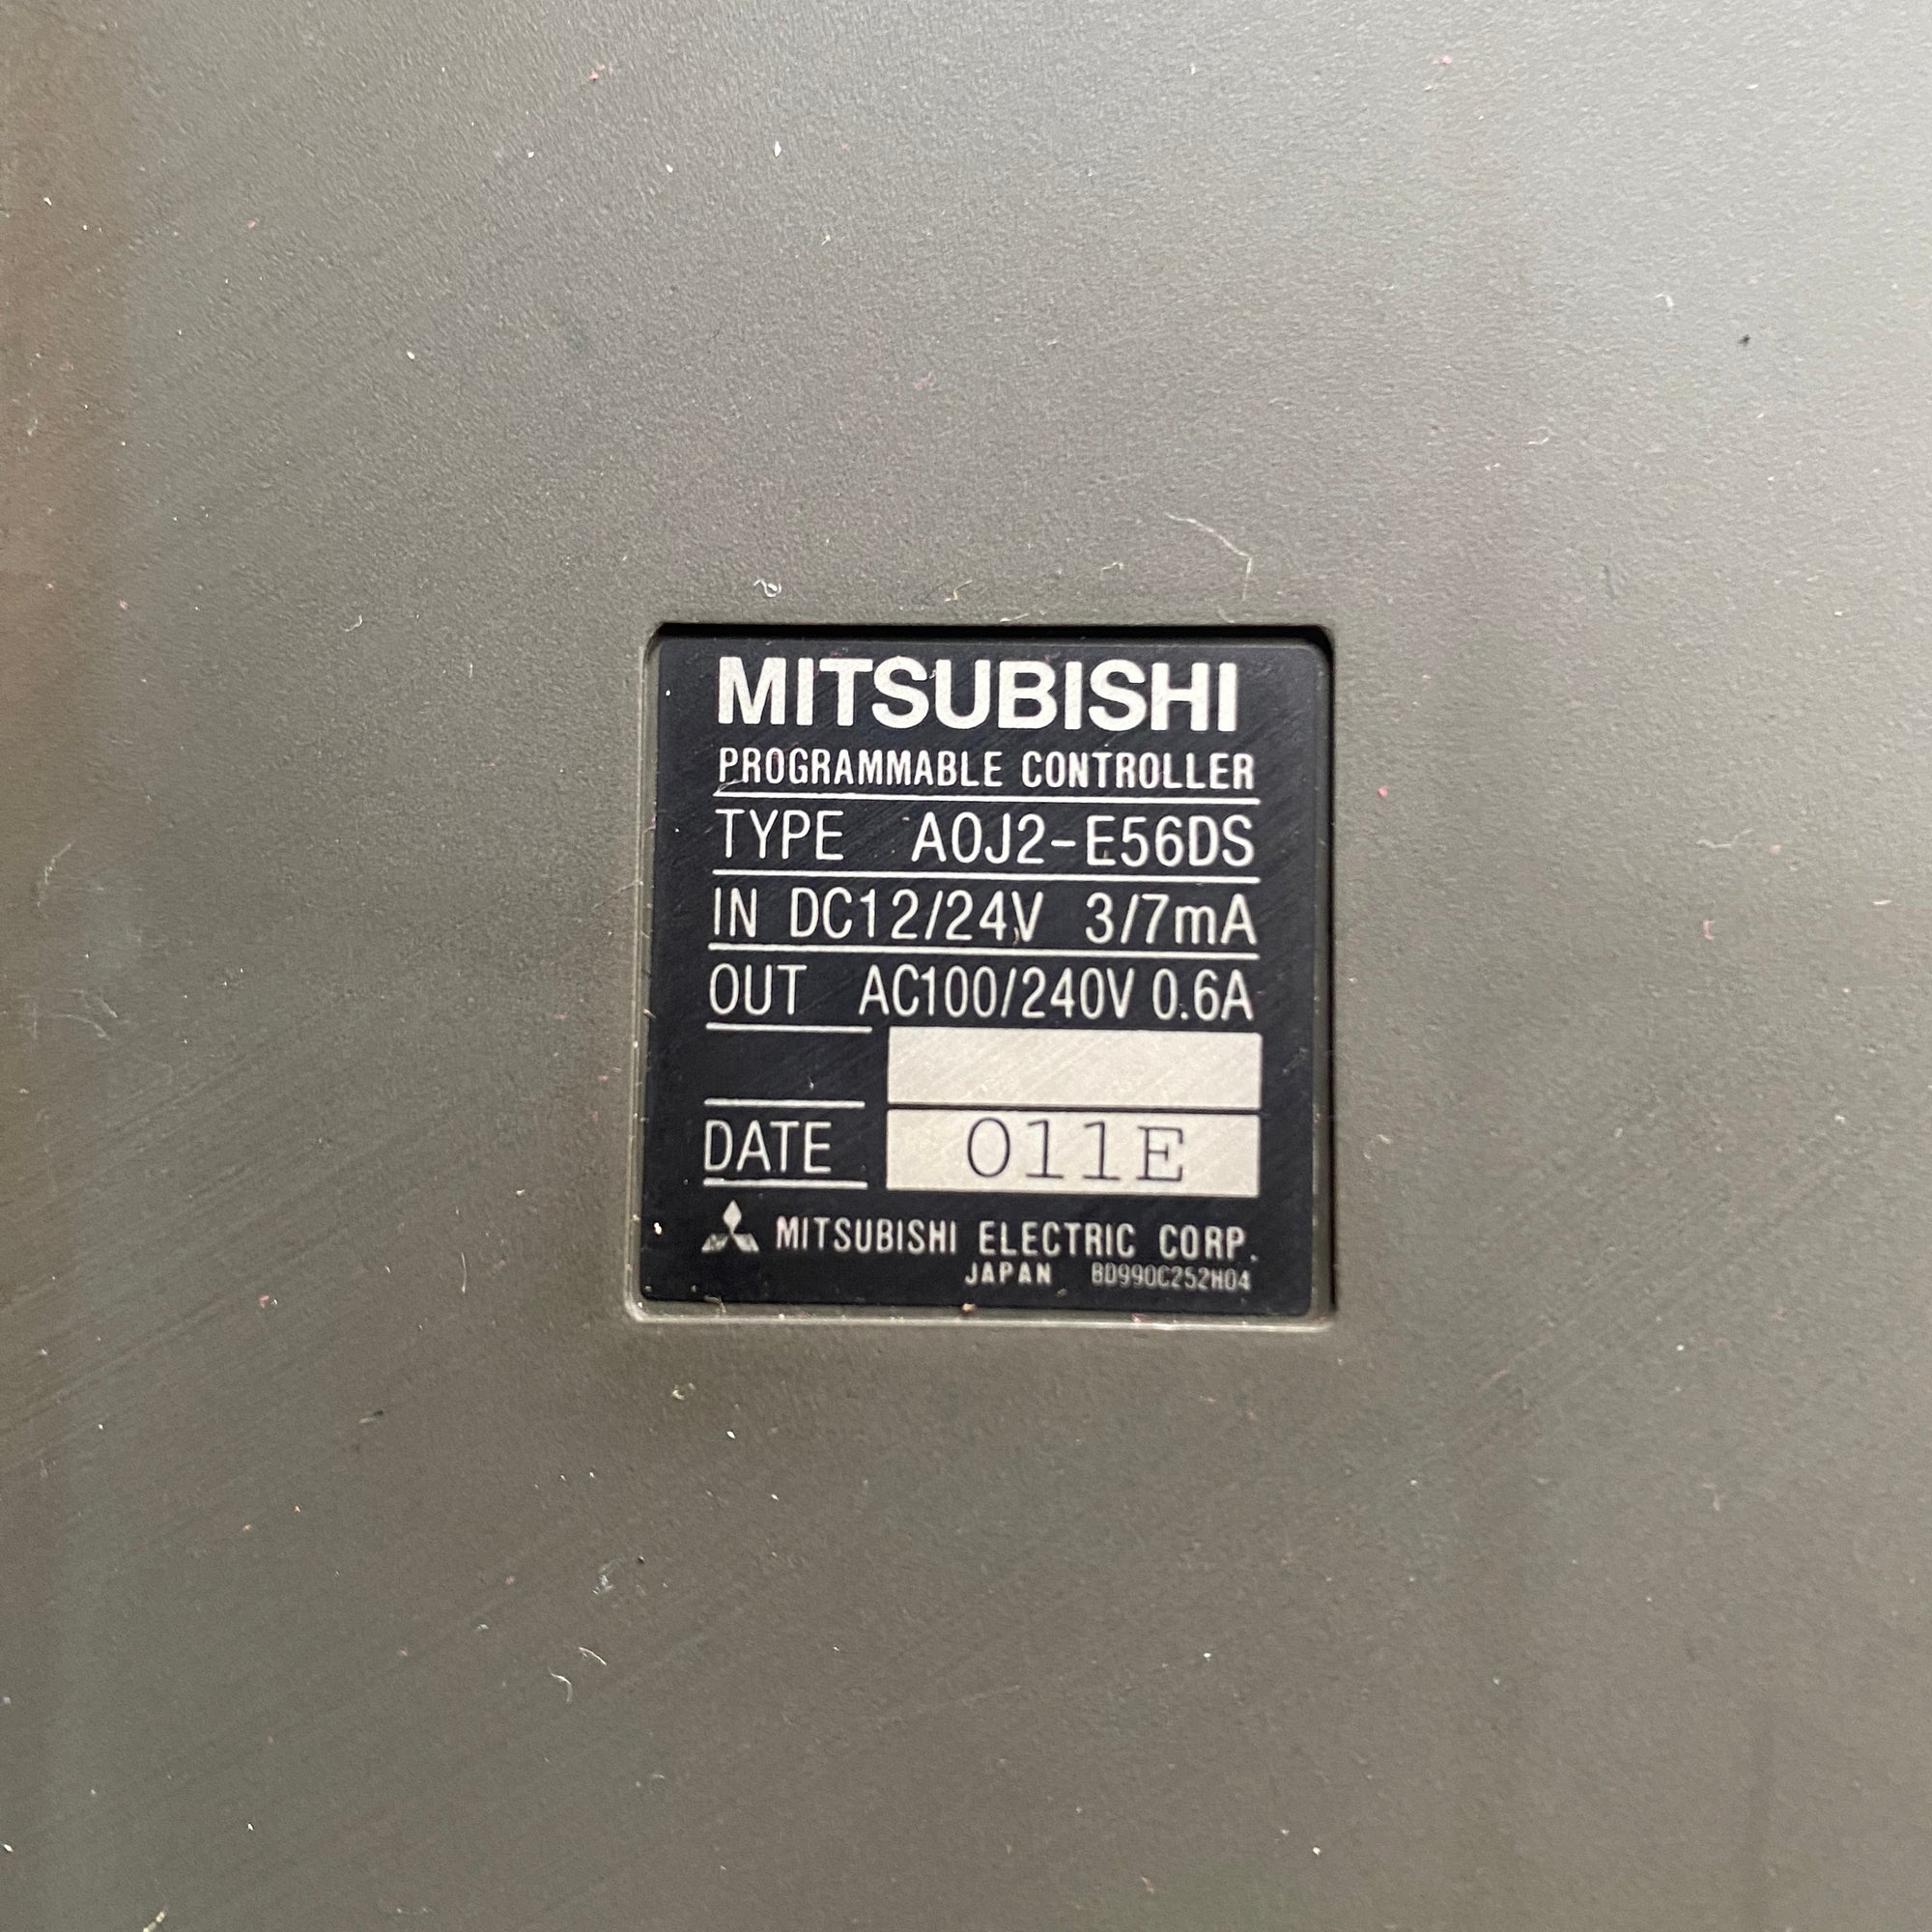 MITSUBISHI
PROGRAMMABLE CONTROLLER
TYPE A0J2-E56DS
IN DC12/24V 3/7mA
OUT AC100/240V 0.6A
DATE 011E
MITSUBISHI ELECTRIC CORP.
JAPAN BD990C252H04